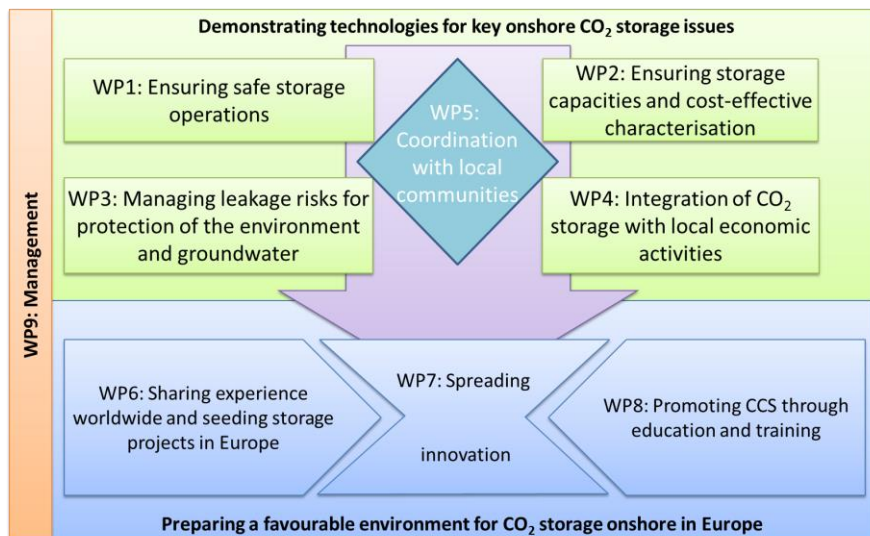 Demonstrating technologies for key onshore CO₂ storage issues
WP1: Ensuring safe storage
operations
WP2: Ensuring storage
capacities and cost-effective
characterisation
WP5:
Coordination
with local
communities
WP3: Managing leakage risks for
protection of the environment
and groundwater
WP4: Integration of CO₂
storage with local economic
activities
WP9: Management
WP6: Sharing experience
worldwide and seeding storage
projects in Europe
WP7: Spreading
innovation
WP8: Promoting CCS through
education and training
Preparing a favourable environment for CO₂ storage onshore in Europe